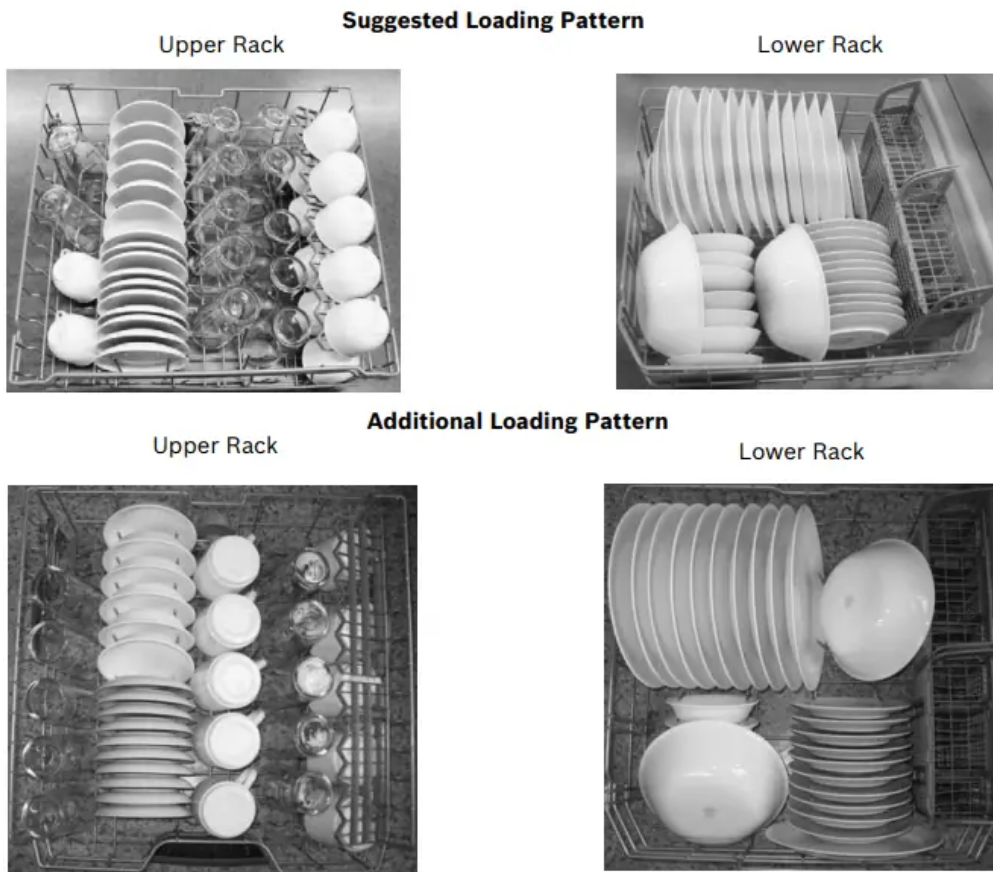 Suggested Loading Pattern
Upper Rack
Lower Rack
Additional Loading Pattern
Upper Rack
Lower Rack